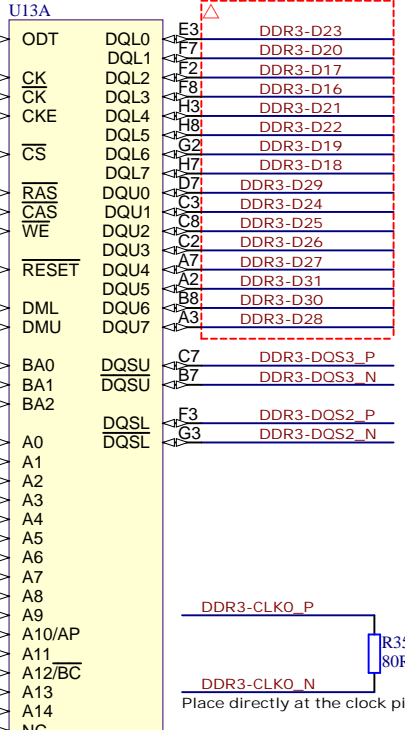 U13A
ODT DQL0 E3 DDR3-D23
DQL1 F7 DDR3-D20
CK DQL2 F2 DDR3-D17
CK DQL3 F8 DDR3-D16
CKE DQL4 H3 DDR3-D21
DQL5 H8 DDR3-D22
CS DQL6 G2 DDR3-D19
DQL7 H7 DDR3-D18
RAS DQU0 D7 DDR3-D29
CAS DQU1 C3 DDR3-D24
WE DQU2 C8 DDR3-D25
DQU3 C2 DDR3-D26
RESET DQU4 A7 DDR3-D27
DQU5 A2 DDR3-D31
DML DQU6 B8 DDR3-D30
DMU DQU7 A3 DDR3-D28
BA0 DQSU C7 DDR3-DQS3_P
BA1 DQSU B7 DDR3-DQS3_N
BA2
DQSL F3 DDR3-DQS2_P
A0 DQSL G3 DDR3-DQS2_N
A1
A2
A3
A4
A5
A6
A7
A8
A9 DDR3-CLK0_P
A10/AP
A11 R35
A12/BC 80R
A13 DDR3-CLK0_N
A14 Place directly at the clock pi
NC